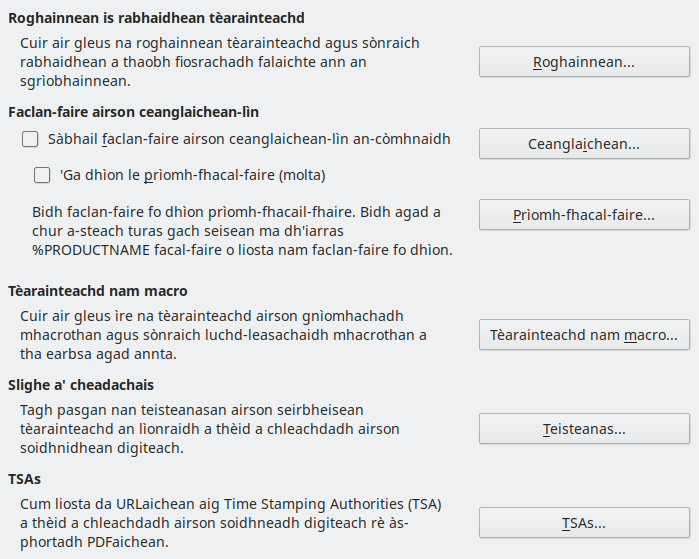 Roghainnean is rabhaidhean tèarainteachd
Cuir air gleus na roghainnean tèarainteachd agus sònraich
rabhaidhean a thaobh fiosrachadh falaichte ann an
sgrìobhainnean.
Roghainnean...
Faclan-faire airson ceanglaichean-lìn
Sàbhail faclan-faire airson ceanglaichean-lìn an-còmhnaidh
Ceanglaichean...
'Ga dhìon le prìomh-fhacal-faire (molta)
Bidh faclan-faire fo dhìon prìomh-fhacail-fhaire. Bidh agad a
chur a-steach turas gach seisean ma dh'iarras
%PRODUCTNAME facal-faire o liosta nam faclan-faire fo dhìon.
Prìomh-fhacal-faire...
Tèarainteachd nam macro
Cuir air gleus ìre na tèarainteachd airson gnìomhachadh
mhacrothan agus sònraich luchd-leasachaidh mhacrothan a
tha earbsa agad annta.
Tèarainteachd nam macro...
Slighe a' cheadachais
Tagh pasgan nan teisteanasan airson seirbheisean
tèarainteachd an lìonraidh a thèid a chleachdadh airson
soidhnidhean digiteach.
Teisteanas...
TSAs
Cum liosta da URLaichean aig Time Stamping Authorities (TSA)
a thèid a chleachdadh airson soidhneadh digiteach rè às-
phortadh PDFaichean.
TSAs...